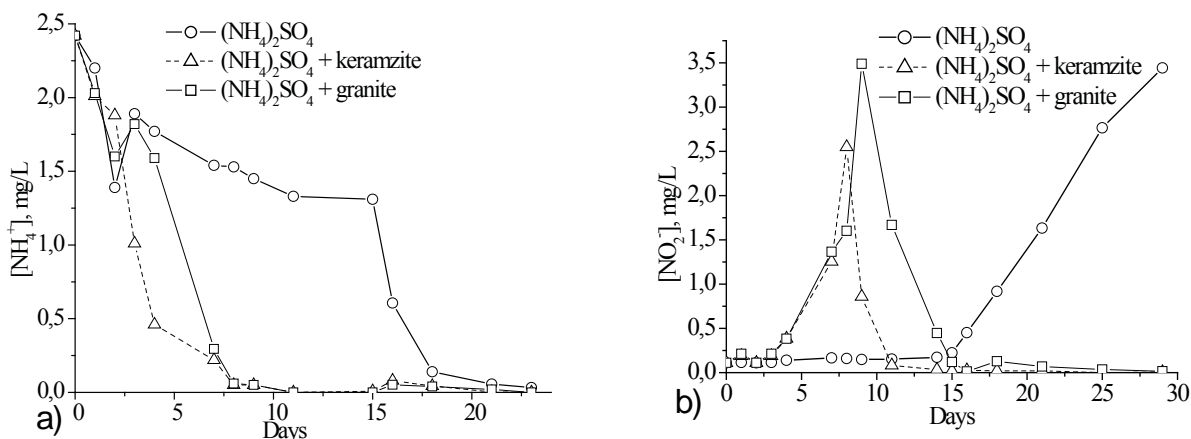 2,5
2,0
1,5
1,0
0,5
0,0
[NH₄⁺], mg/L
(NH₄)₂SO₄
(NH₄)₂SO₄ + keramzite
(NH₄)₂SO₄ + granite
0 5 10 15 20
Days
a)
3,5
3,0
2,5
2,0
1,5
1,0
0,5
0,0
[NO₂⁻], mg/L
(NH₄)₂SO₄
(NH₄)₂SO₄ + keramzite
(NH₄)₂SO₄ + granite
0 5 10 15 20 25 30
Days
b)